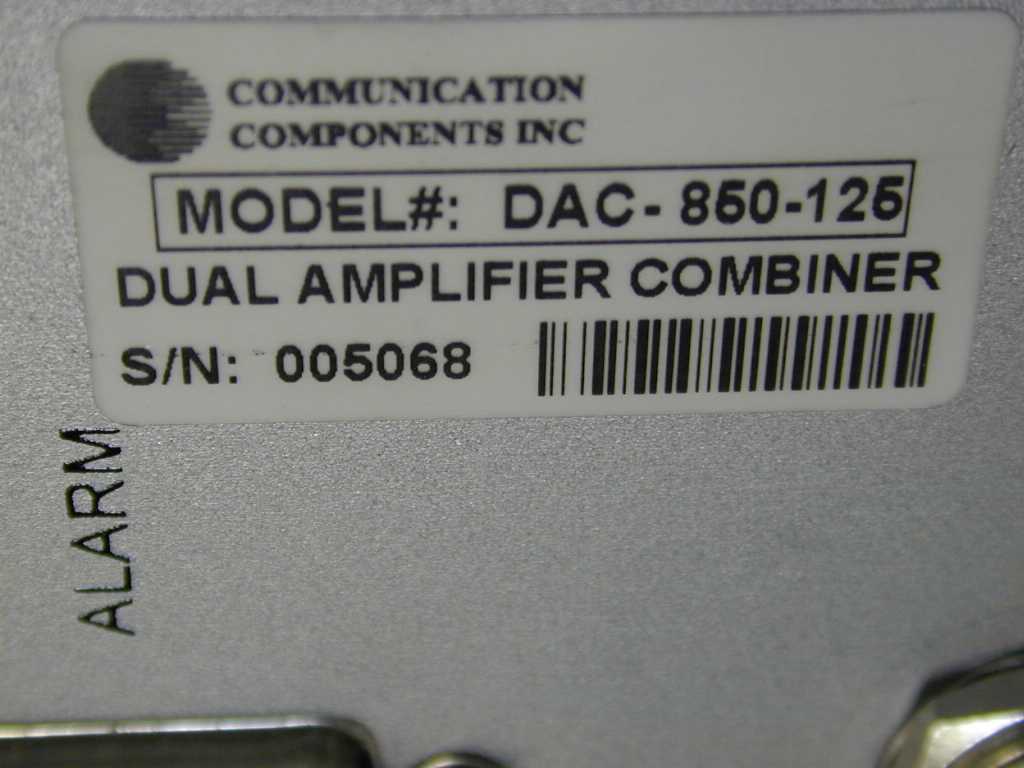 COMMUNICATION
COMPONENTS INC
MODEL#: DAC- 850-125
DUAL AMPLIFIER COMBINER
S/N: 005068
ALARM